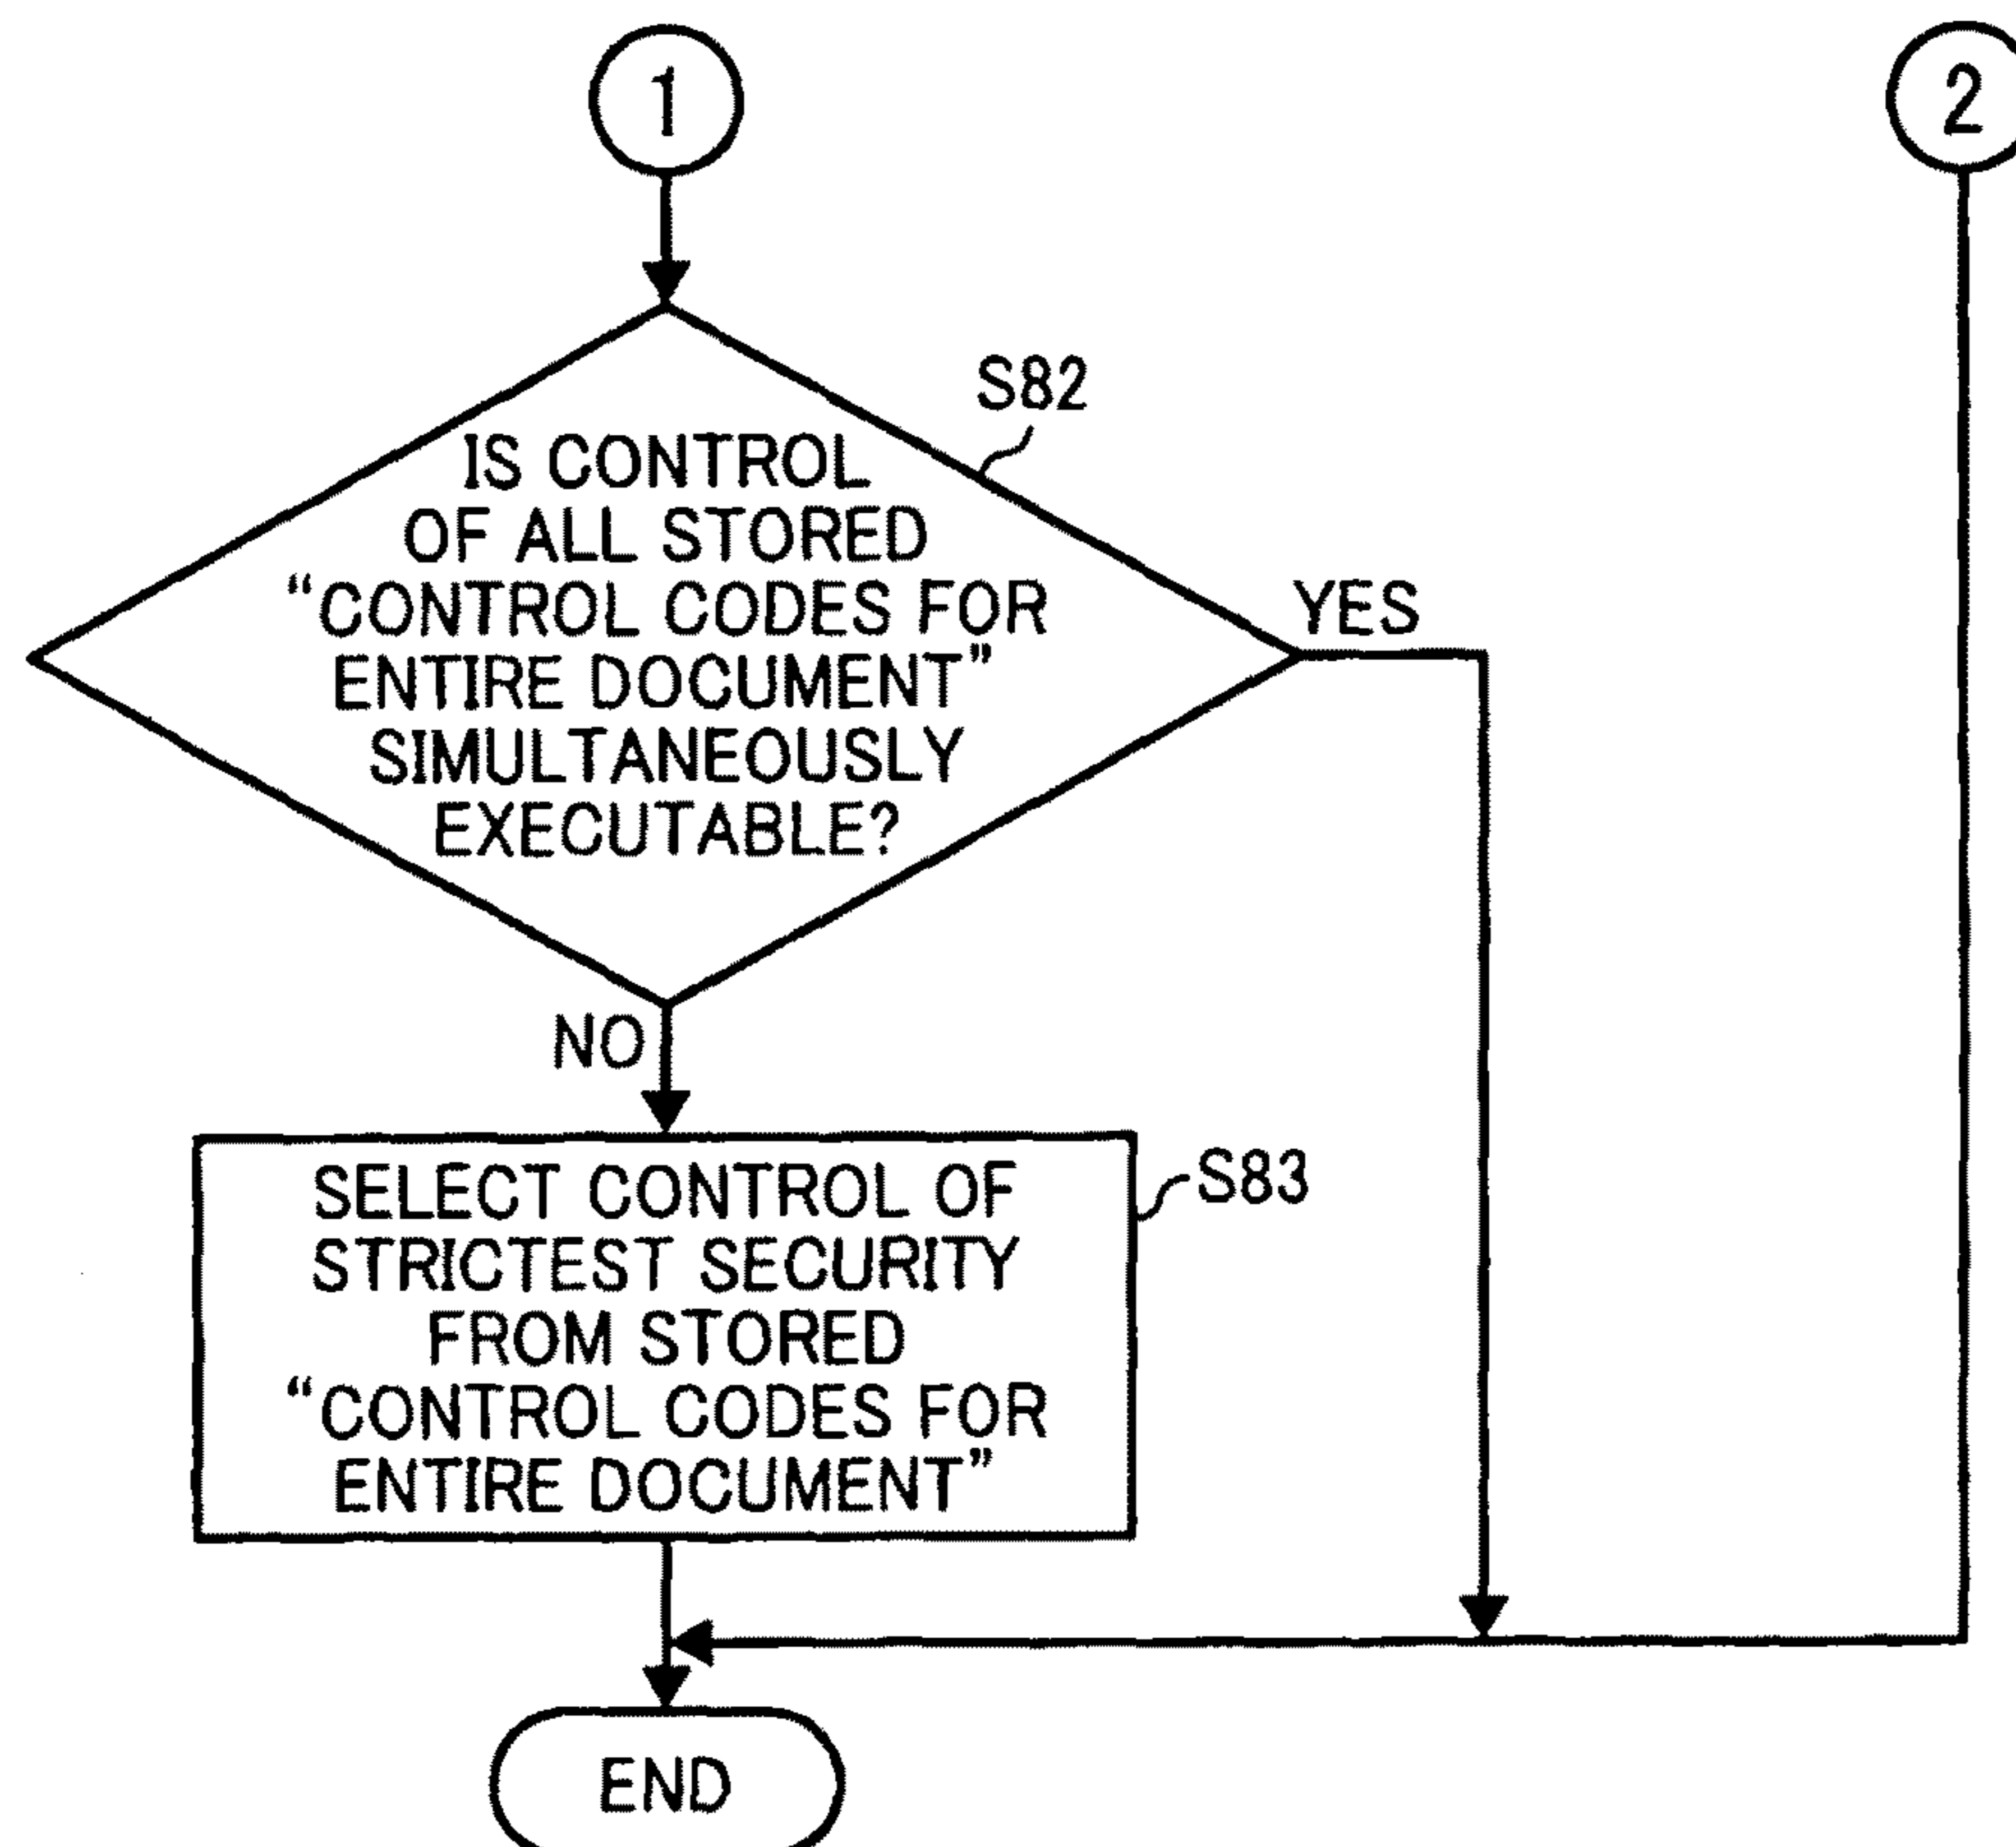 1
2
S82
IS CONTROL
OF ALL STORED
“CONTROL CODES FOR
ENTIRE DOCUMENT”
SIMULTANEOUSLY
EXECUTABLE?
YES
NO
SELECT CONTROL OF
STRICTEST SECURITY
FROM STORED
“CONTROL CODES FOR
ENTIRE DOCUMENT”
S83
END